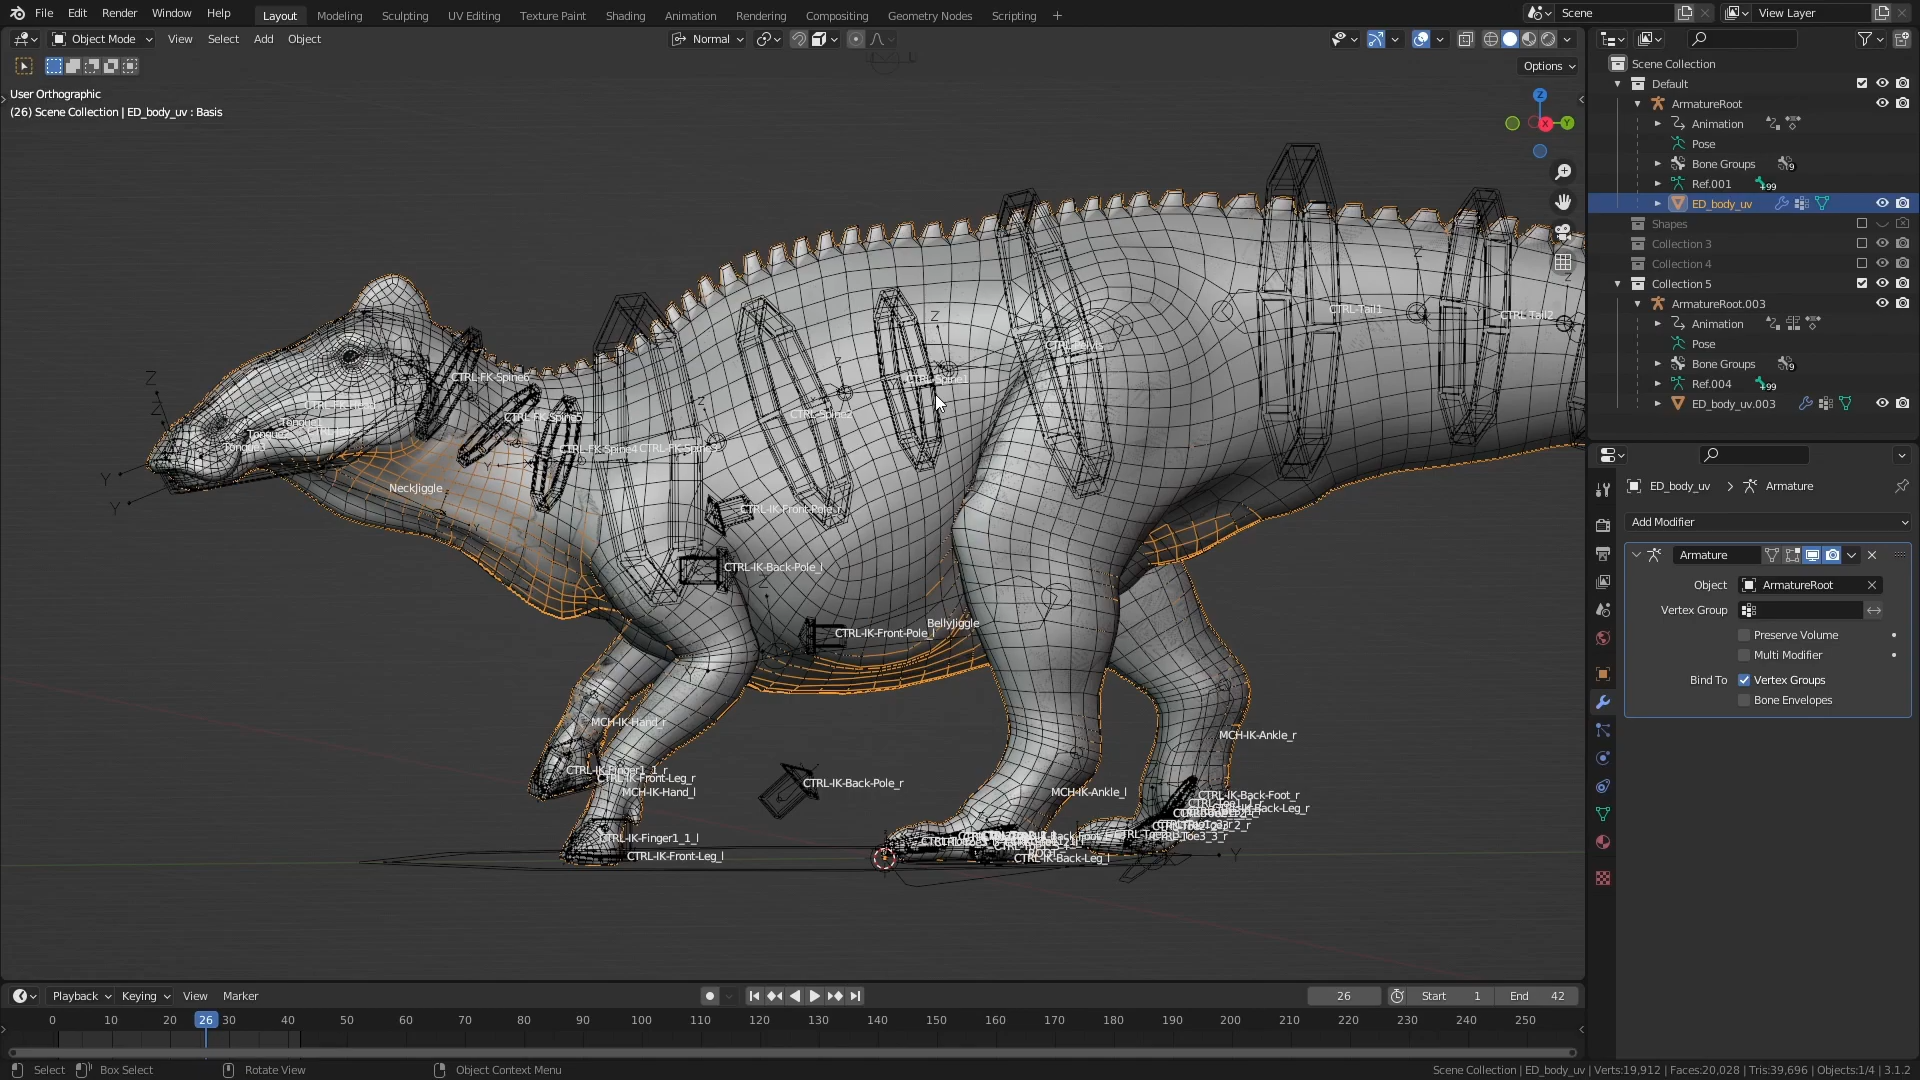 File Edit Render Window Help
Layout Modeling Sculpting UV Editing Texture Paint Shading Animation Rendering Compositing Geometry Nodes Scripting +
Scene
View Layer
Object Mode View Select Add Object
Normal
Options
User Orthographic
(26) Scene Collection | ED_body_uv : Basis
Z
X
Y
Scene Collection
Default
ArmatureRoot
Animation
Pose
Bone Groups
9
Ref.001
99
ED_body_uv
Shapes
Collection 3
Collection 4
Collection 5
ArmatureRoot.003
Animation
Pose
Bone Groups
9
Ref.004
99
ED_body_uv.003
ED_body_uv > Armature
Add Modifier
Armature
Object ArmatureRoot
Vertex Group
Preserve Volume
Multi Modifier
Bind To Vertex Groups
Bone Envelopes
CTRL-Tail1
CTRL-Tail2
CTRL-Spine1
CTRL-Spine2
CTRL-FK-Spine6
CTRL-FK-Spine5
NeckJiggle
CTRL-IK-Front-Pole_r
CTRL-IK-Back-Pole_l
CTRL-IK-Front-Pole_l
BellyJiggle
MCH-IK-Hand_r
CTRL-IK-Finger1_1_r
CTRL-IK-Front-Leg_r
MCH-IK-Hand_l
CTRL-IK-Back-Pole_r
MCH-IK-Ankle_r
MCH-IK-Ankle_l
CTRL-IK-Back-Foot_r
CTRL-IK-Finger1_1_l
CTRL-IK-Front-Leg_l
CTRL-IK-Back-Leg_l
Playback Keying View Marker
26
Start 1
End 42
0 10 20 26 30 40 50 60 70 80 90 100 110 120 130 140 150 160 170 180 190 200 210 220 230 240 250
Select Box Select Rotate View Object Context Menu
Scene Collection | ED_body_uv | Verts:19,912 | Faces:20,028 | Tris:39,696 | Objects:1/4 | 3.1.2